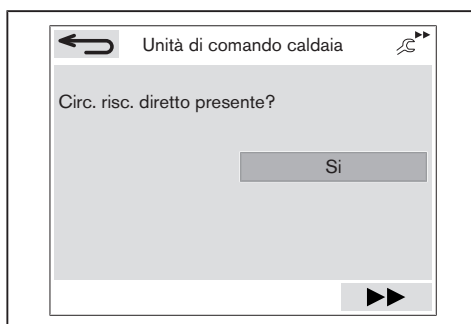 Unità di comando caldaia
Circ. risc. diretto presente?
Si